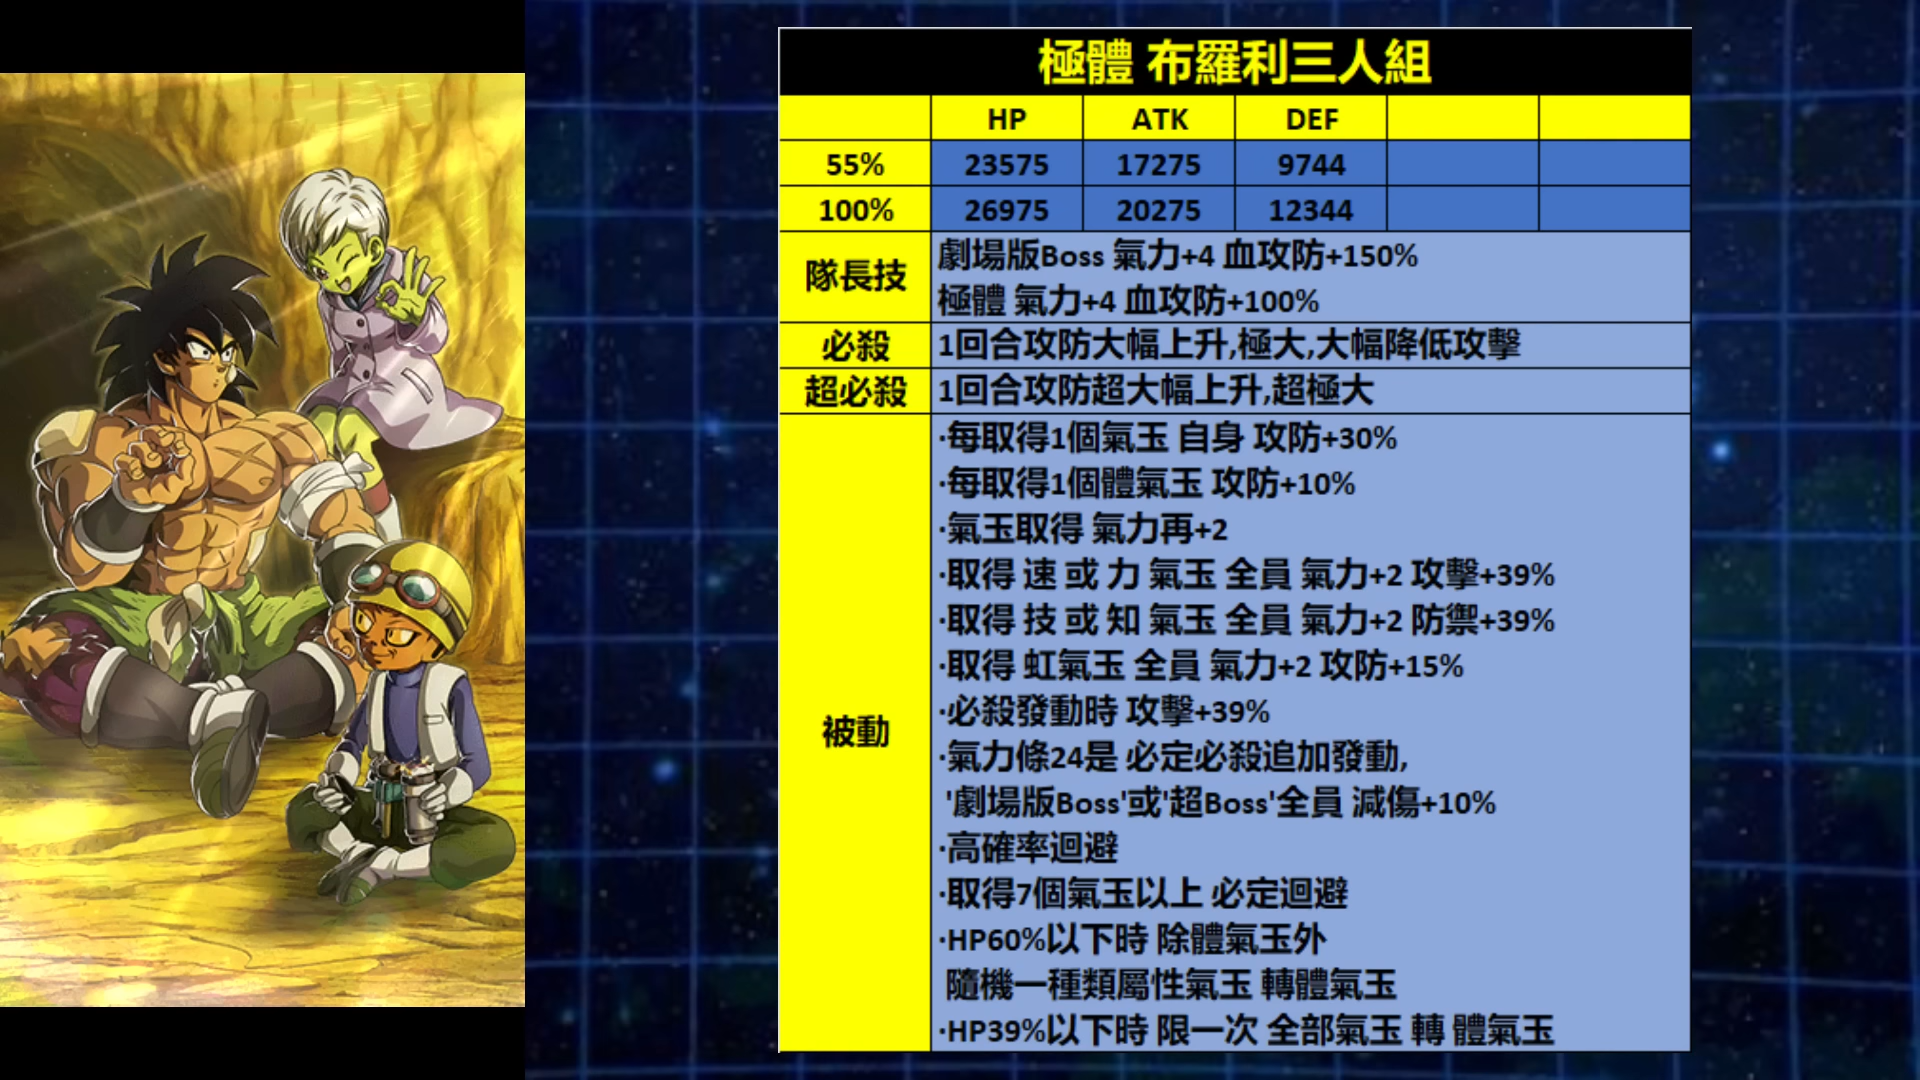 極體 布羅利三人組
HP ATK DEF
55% 23575 17275 9744
100% 26975 20275 12344
隊長技
劇場版Boss 氣力+4 血攻防+150%
極體 氣力+4 血攻防+100%
必殺 1回合攻防大幅上升,極大,大幅降低攻擊
超必殺 1回合攻防超大幅上升,超極大
被動
·每取得1個氣玉 自身 攻防+30%
·每取得1個體氣玉 攻防+10%
·氣玉取得 氣力再+2
·取得 速 或 力 氣玉 全員 氣力+2 攻擊+39%
·取得 技 或 知 氣玉 全員 氣力+2 防禦+39%
·取得 虹氣玉 全員 氣力+2 攻防+15%
·必殺發動時 攻擊+39%
·氣力條24是 必定必殺追加發動,
'劇場版Boss'或'超Boss'全員 減傷+10%
·高確率迴避
·取得7個氣玉以上 必定迴避
·HP60%以下時 除體氣玉外
隨機一種類屬性氣玉 轉體氣玉
·HP39%以下時 限一次 全部氣玉 轉 體氣玉